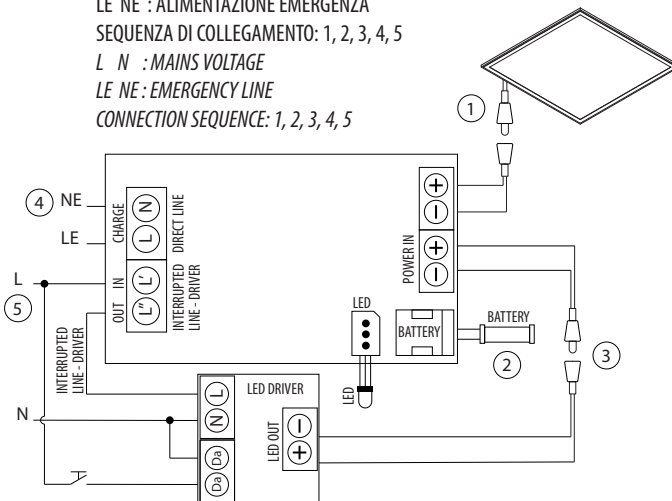 LE NE : ALIMENTAZIONE EMERGENZA
SEQUENZA DI COLLEGAMENTO: 1, 2, 3, 4, 5
L N : MAINS VOLTAGE
LE NE : EMERGENCY LINE
CONNECTION SEQUENCE: 1, 2, 3, 4, 5
1
4 NE
LE
CHARGE
N
L
DIRECT LINE
L
5
IN
OUT
L'
L"
INTERRUPTED
LINE - DRIVER
+
−
POWER IN
+
−
LED
BATTERY
BATTERY
2
3
LED
INTERRUPTED
LINE - DRIVER
N
L
N
LED DRIVER
Da
Da
LED OUT
−
+